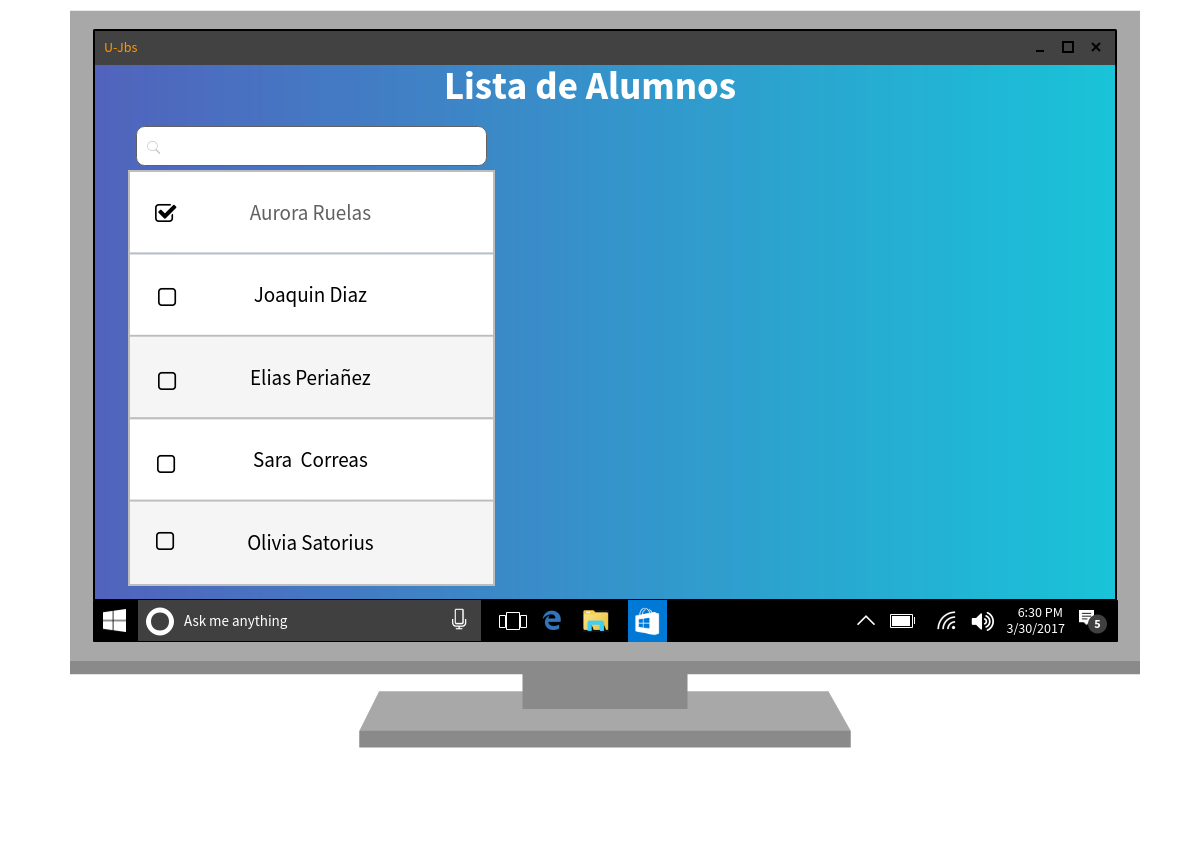 U-Jbs
Lista de Alumnos
Aurora Ruelas
Joaquin Diaz
Elias Periañez
Sara  Correas
Olivia Satorius
Ask me anything
6:30 PM
3/30/2017
5